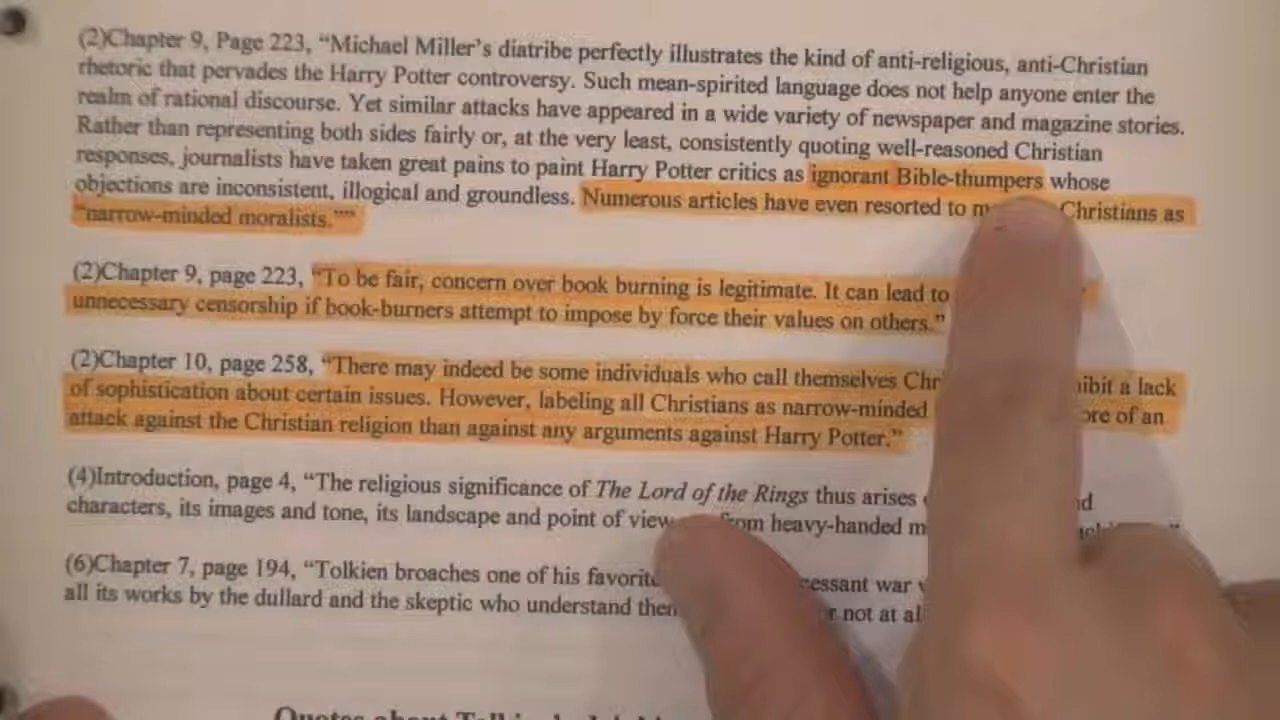 (2)Chapter 9, Page 223, “Michael Miller’s diatribe perfectly illustrates the kind of anti-religious, anti-Christian
rhetoric that pervades the Harry Potter controversy. Such mean-spirited language does not help anyone enter the
realm of rational discourse. Yet similar attacks have appeared in a wide variety of newspaper and magazine stories.
Rather than representing both sides fairly or, at the very least, consistently quoting well-reasoned Christian
responses, journalists have taken great pains to paint Harry Potter critics as ignorant Bible-thumpers whose
objections are inconsistent, illogical and groundless. Numerous articles have even resorted to Christians as
“narrow-minded moralists.””
(2)Chapter 9, page 223, “To be fair, concern over book burning is legitimate. It can lead to
unnecessary censorship if book-burners attempt to impose by force their values on others.”
(2)Chapter 10, page 258, “There may indeed be some individuals who call themselves a lack
of sophistication about certain issues. However, labeling all Christians as narrow-minded of an
attack against the Christian religion than against any arguments against Harry Potter.”
(4)Introduction, page 4, “The religious significance of The Lord of the Rings thus arises
characters, its images and tone, its landscape and point of view from heavy-handed
(6)Chapter 7, page 194, “Tolkien broaches one of his war
all its works by the dullard and the skeptic who understand or not at
Quotes about